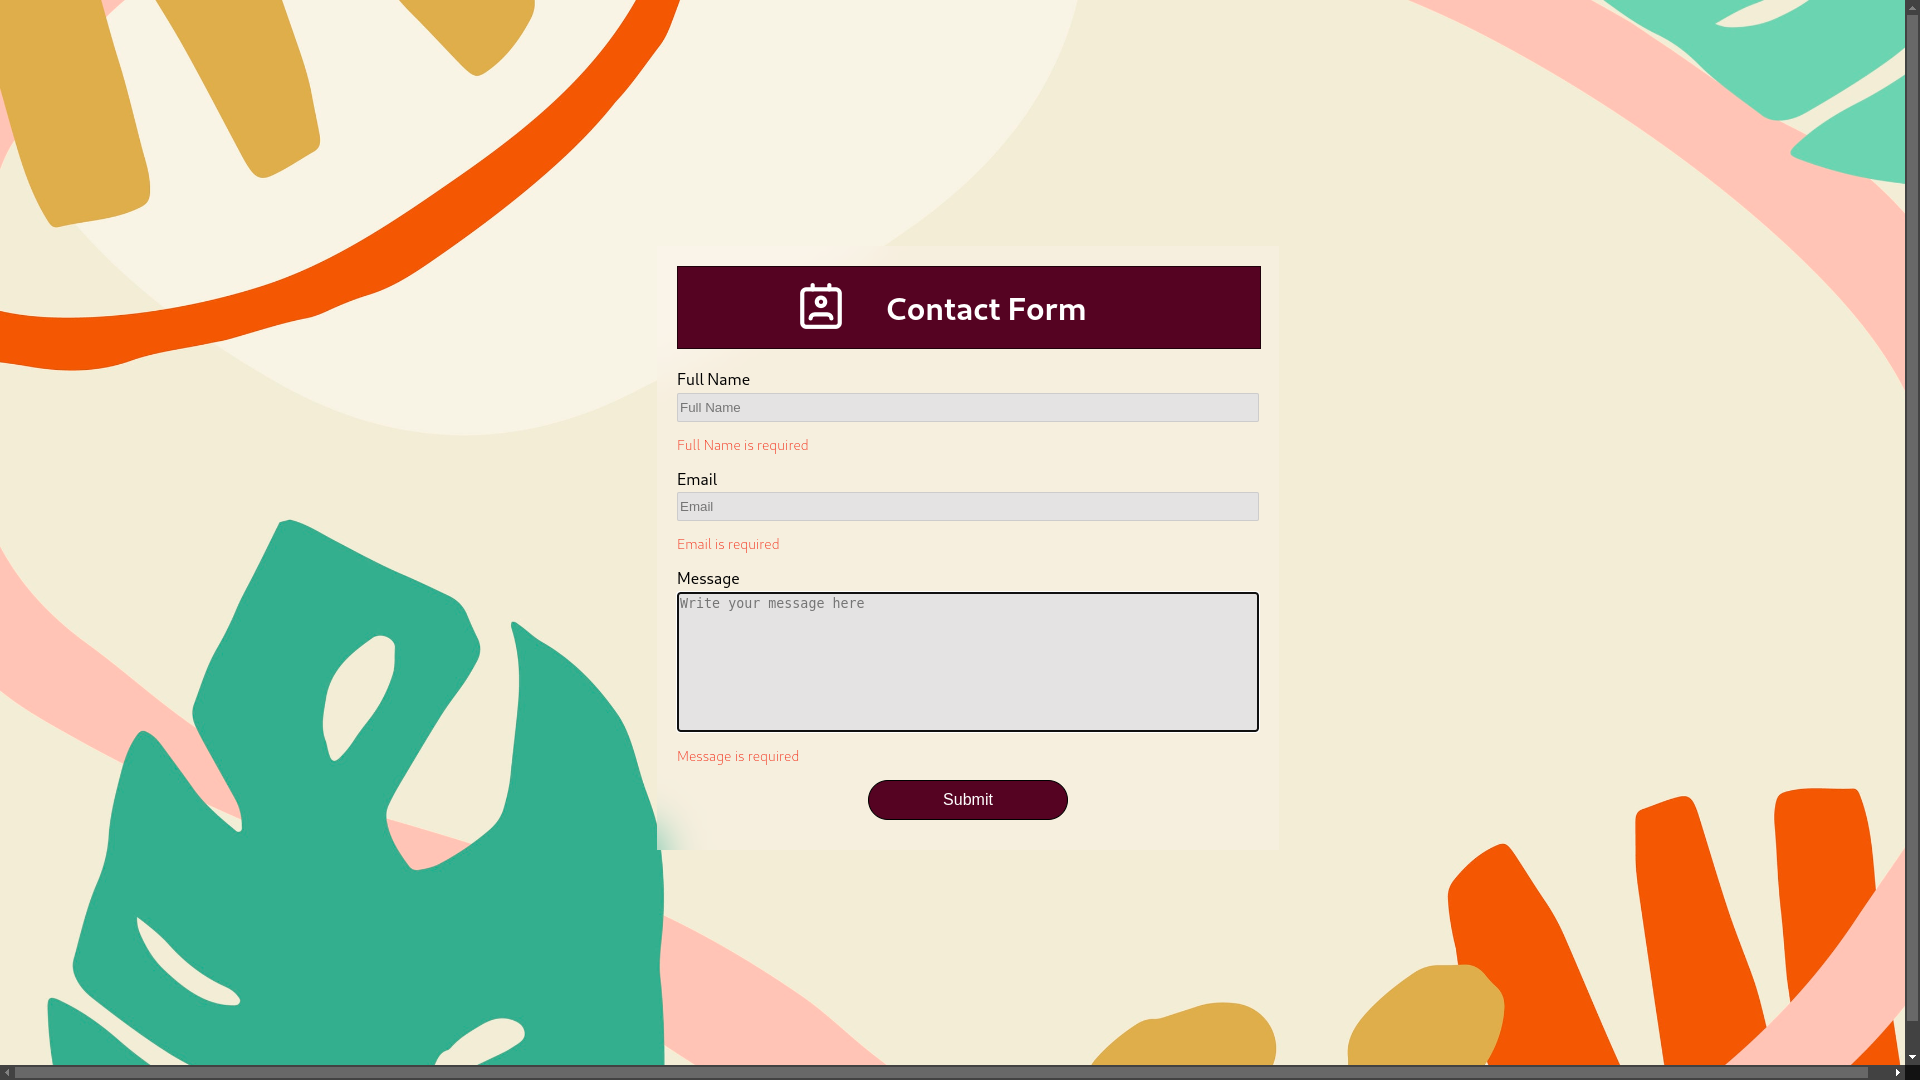 Contact Form
Full Name
Full Name
Full Name is required
Email
Email
Email is required
Message
Write your message here
Message is required
Submit